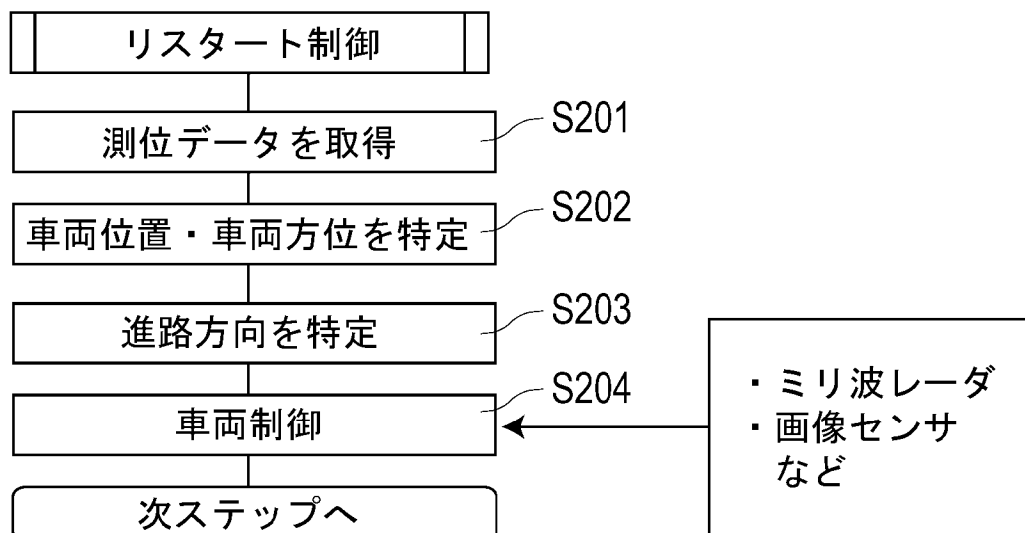 リスタート制御
測位データを取得
S201
車両位置・車両方位を特定
S202
進路方向を特定
S203
車両制御
S204
・ミリ波レーダ
・画像センサ
など
次ステップへ